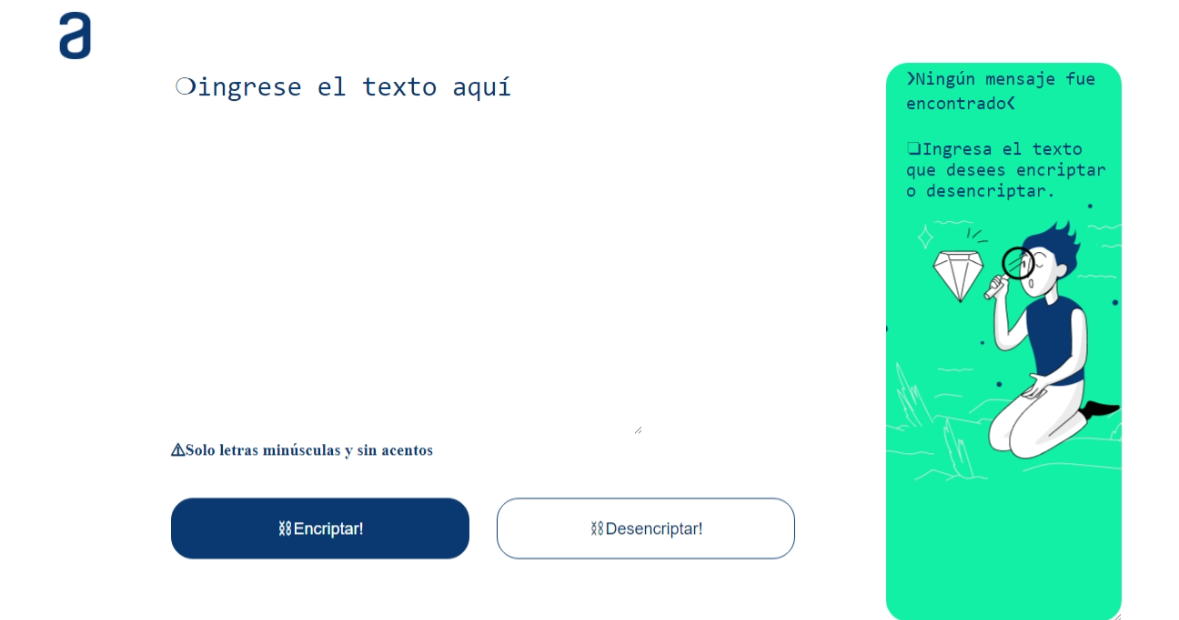 a
❍ingrese el texto aquí
❯Ningún mensaje fue
encontrado❮
❏Ingresa el texto
que desees encriptar
o desencriptar.
⚠Solo letras minúsculas y sin acentos
⛓Encriptar!
⛓Desencriptar!